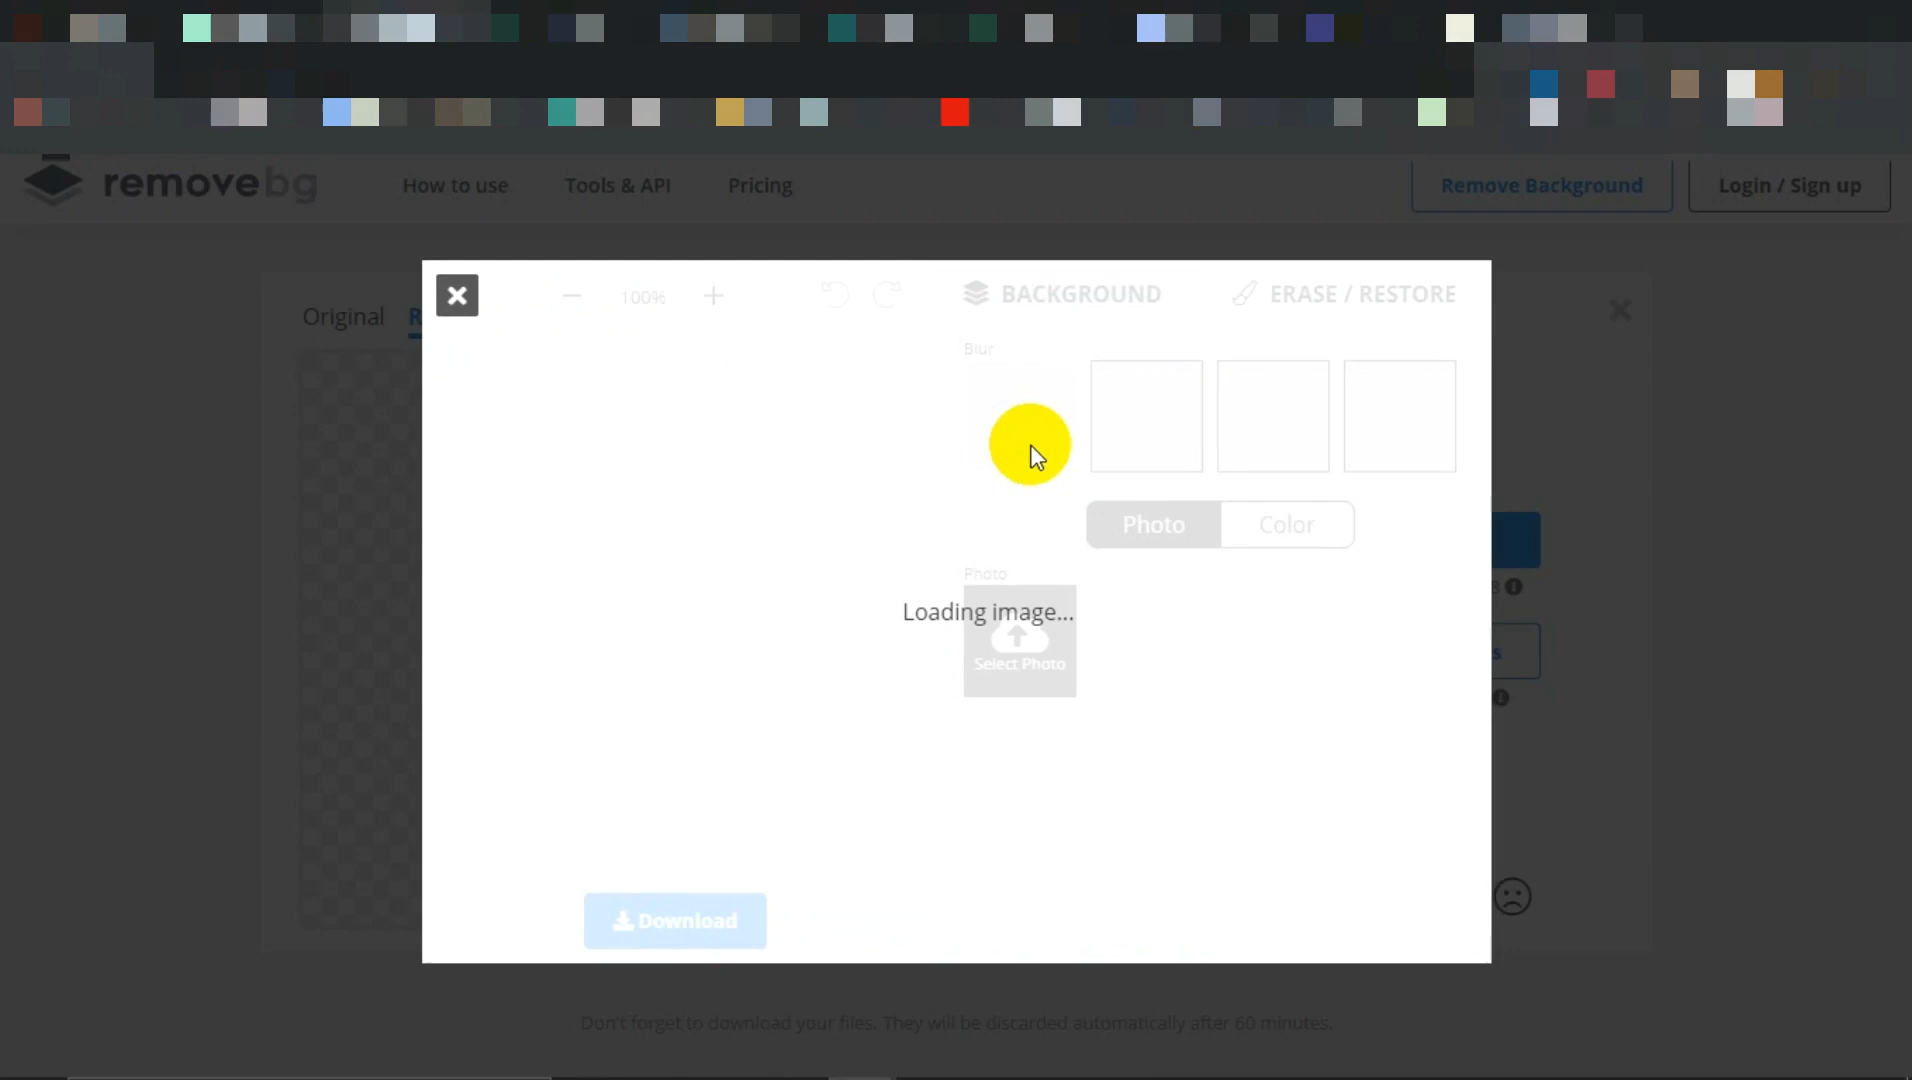 removebg
How to use
Tools & API
Pricing
Remove Background
Login / Sign up
Original
R
100%
BACKGROUND
ERASE / RESTORE
Blur
Photo
Color
Photo
Loading image...
Select Photo
Download
8
s
Don't forget to download your files. They will be discarded automatically after 60 minutes.